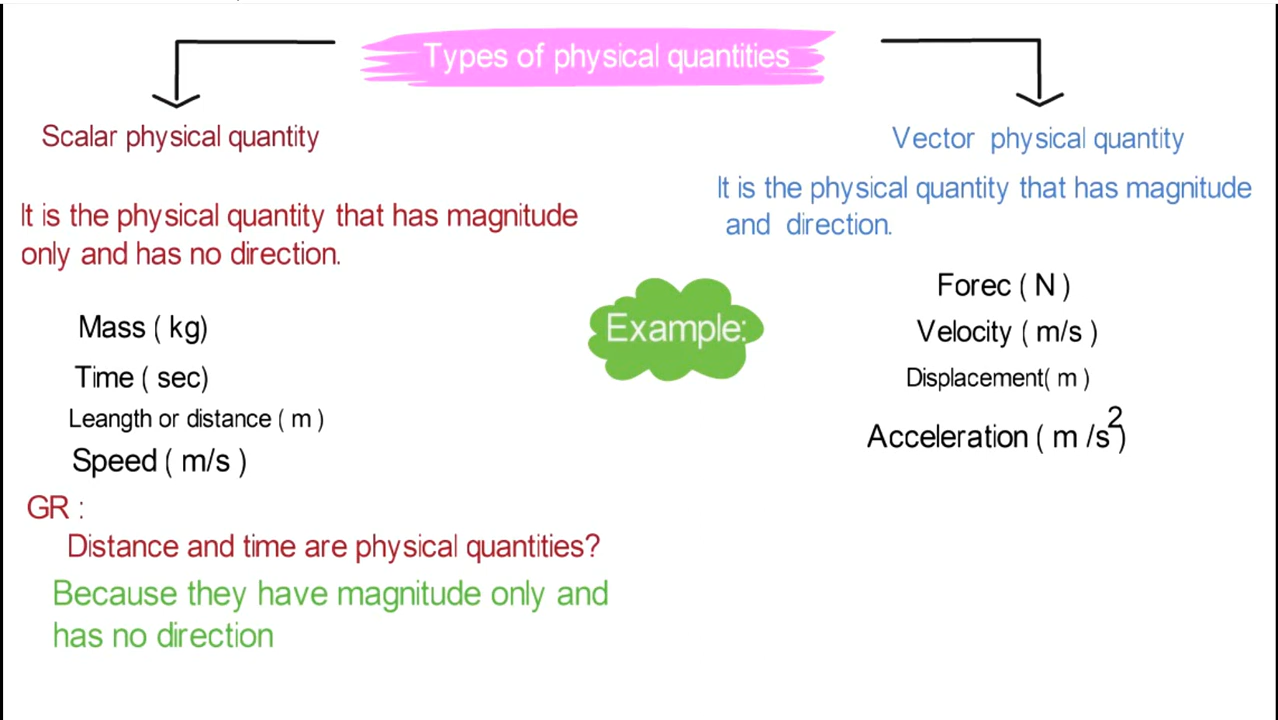 Types of physical quantities
Scalar physical quantity
It is the physical quantity that has magnitude
only and has no direction.
Mass ( kg)
Time ( sec)
Leangth or distance ( m )
Speed ( m/s )
GR :
Distance and time are physical quantities?
Because they have magnitude only and
has no direction
Example:
Vector physical quantity
It is the physical quantity that has magnitude
and direction.
Forec ( N )
Velocity ( m/s )
Displacement( m )
Acceleration ( m /s²)